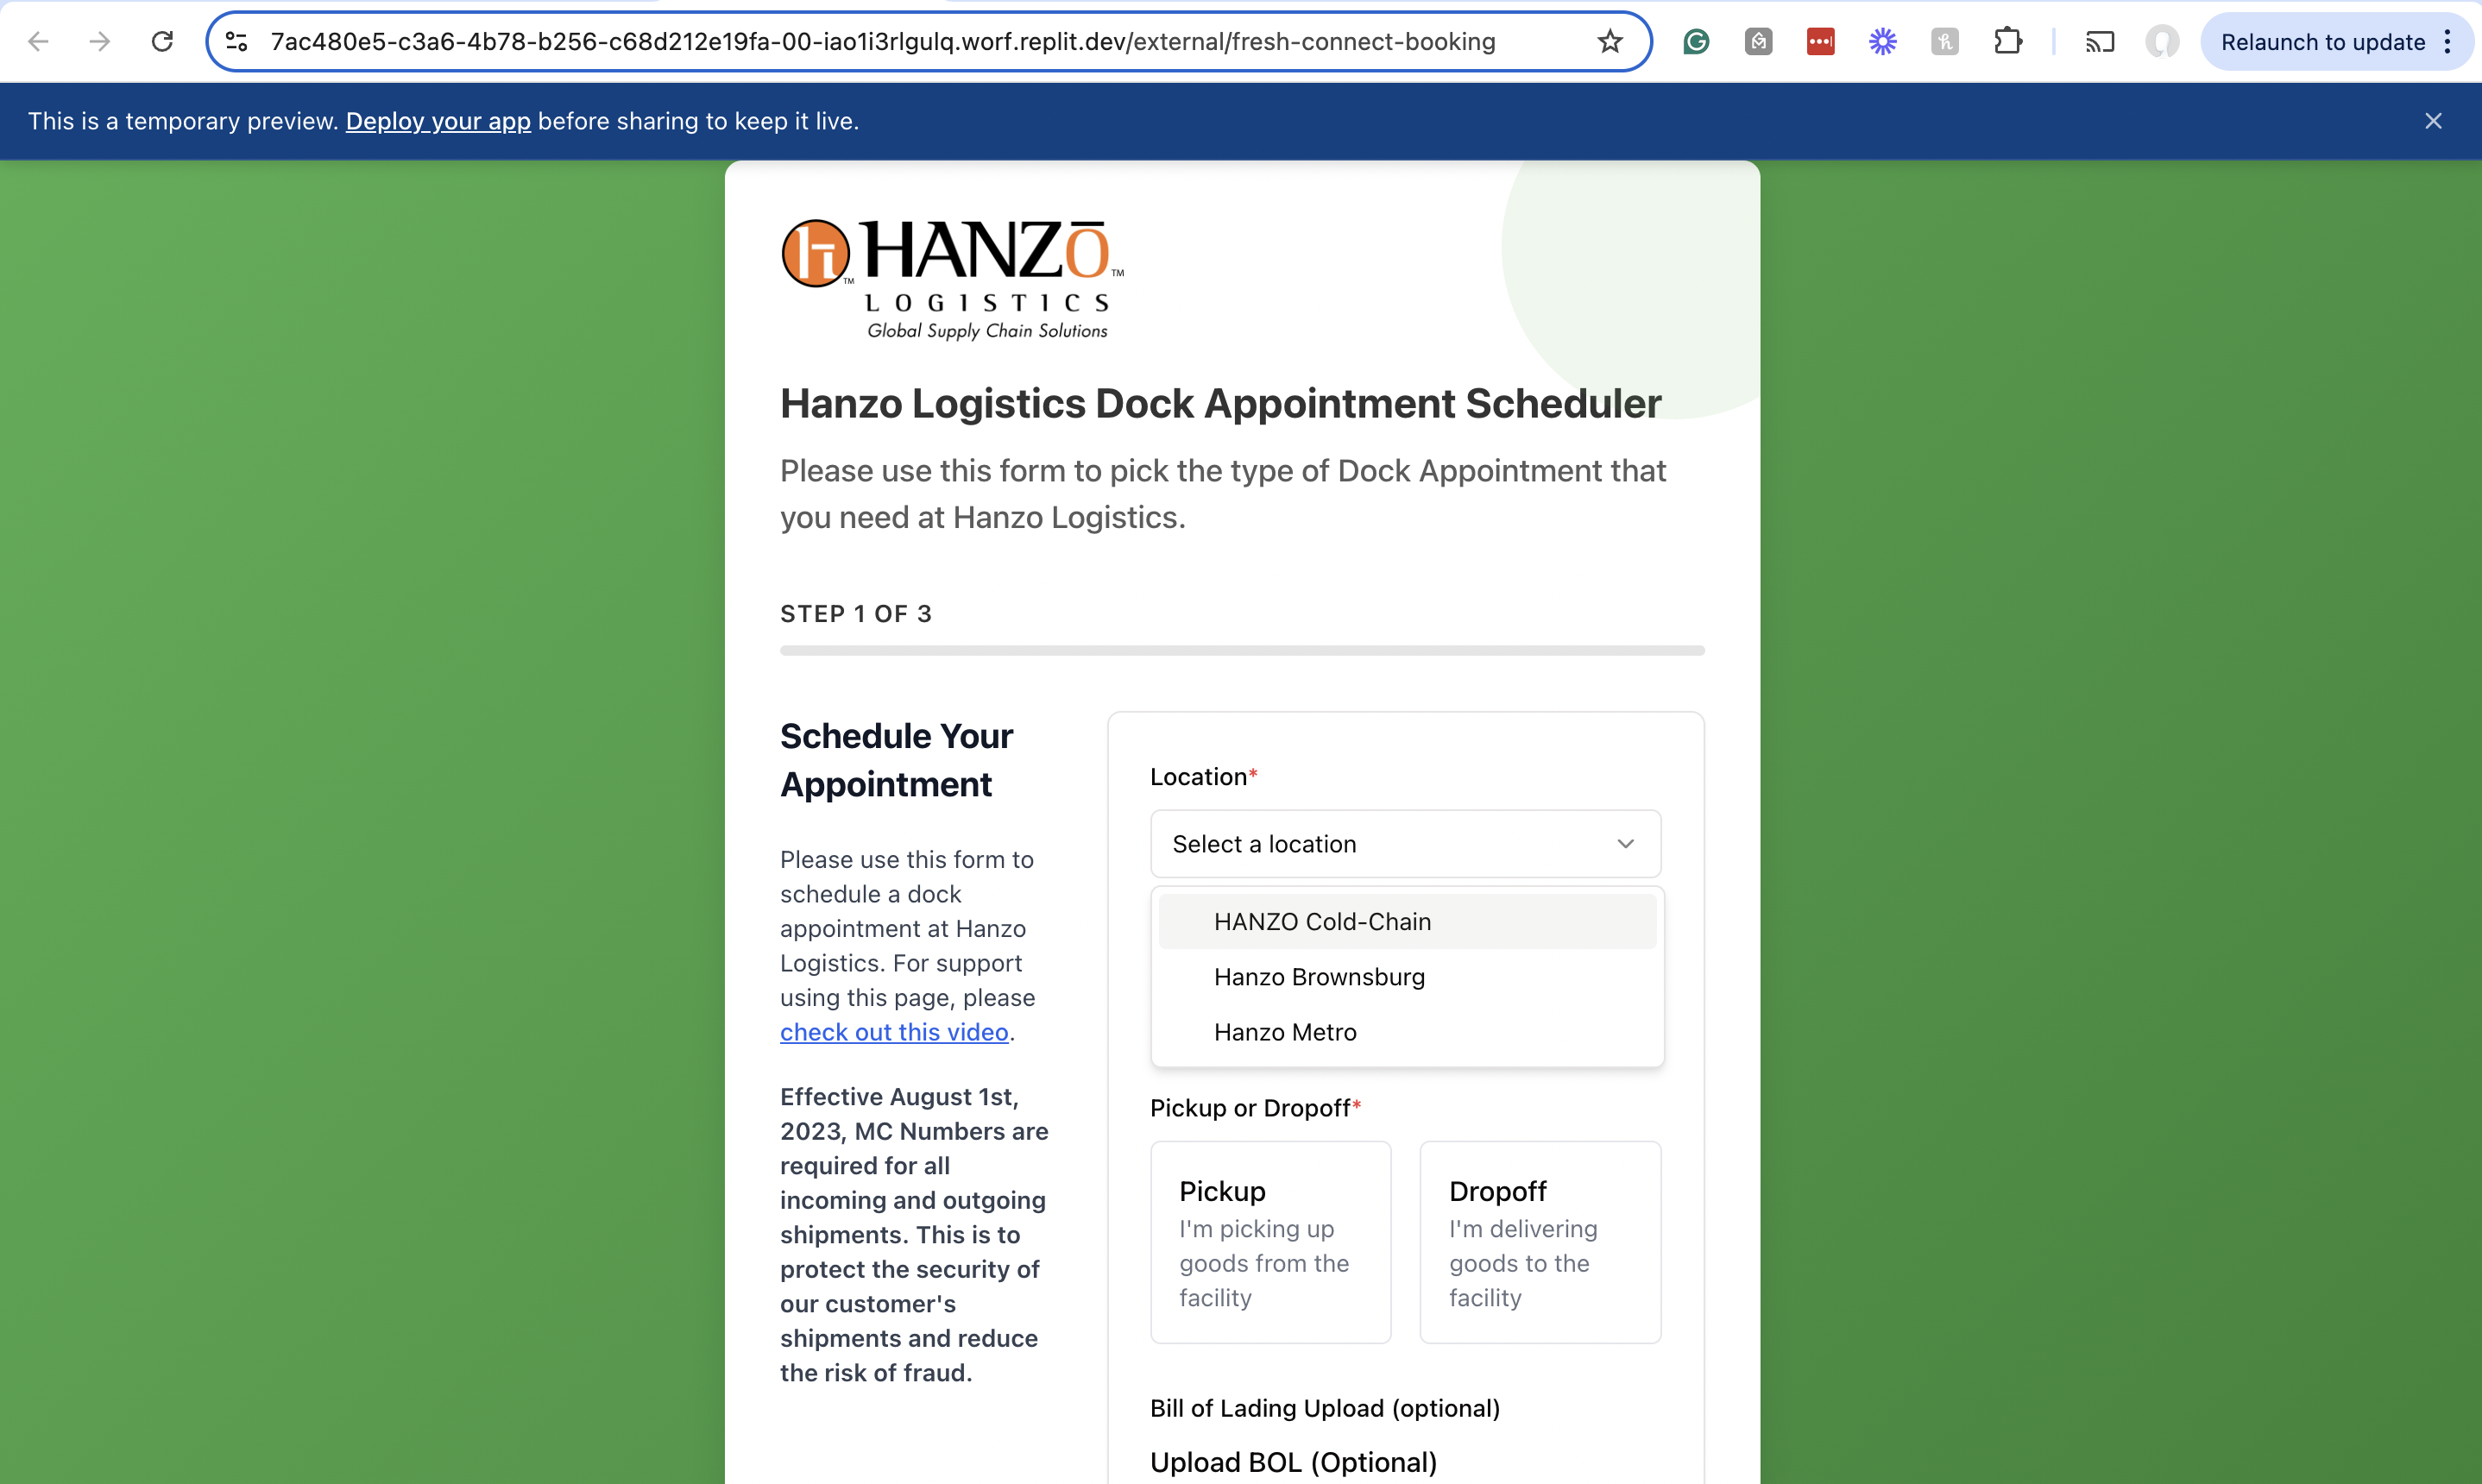 7ac480e5-c3a6-4b78-b256-c68d212e19fa-00-iao1i3rlgulq.worf.replit.dev/external/fresh-connect-booking
Relaunch to update
This is a temporary preview. Deploy your app before sharing to keep it live.
HANZŌ™
LOGISTICS
Global Supply Chain Solutions
Hanzo Logistics Dock Appointment Scheduler
Please use this form to pick the type of Dock Appointment that
you need at Hanzo Logistics.
STEP 1 OF 3
Schedule Your
Appointment
Please use this form to
schedule a dock
appointment at Hanzo
Logistics. For support
using this page, please
check out this video.
Effective August 1st,
2023, MC Numbers are
required for all
incoming and outgoing
shipments. This is to
protect the security of
our customer's
shipments and reduce
the risk of fraud.
Location*
Select a location
HANZO Cold-Chain
Hanzo Brownsburg
Hanzo Metro
Pickup or Dropoff*
Pickup
I'm picking up
goods from the
facility
Dropoff
I'm delivering
goods to the
facility
Bill of Lading Upload (optional)
Upload BOL (Optional)